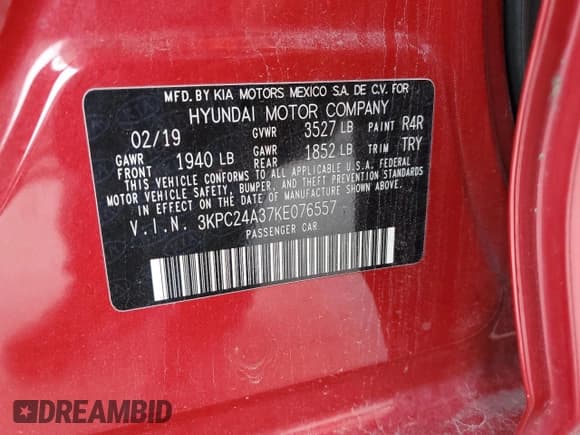 MFD. BY KIA MOTORS MEXICO S.A. DE C.V. FOR
HYUNDAI MOTOR COMPANY
02/19 GVWR 3527 LB PAINT R4R
GAWR FRONT 1940 LB GAWR REAR 1852 LB TRIM TRY
THIS VEHICLE CONFORMS TO ALL APPLICABLE U.S.A. FEDERAL
MOTOR VEHICLE SAFETY, BUMPER, AND THEFT PREVENTION STANDARDS
IN EFFECT ON THE DATE OF MANUFACTURE SHOWN ABOVE.
V.I.N. 3KPC24A37KE076557
PASSENGER CAR
DREAMBID